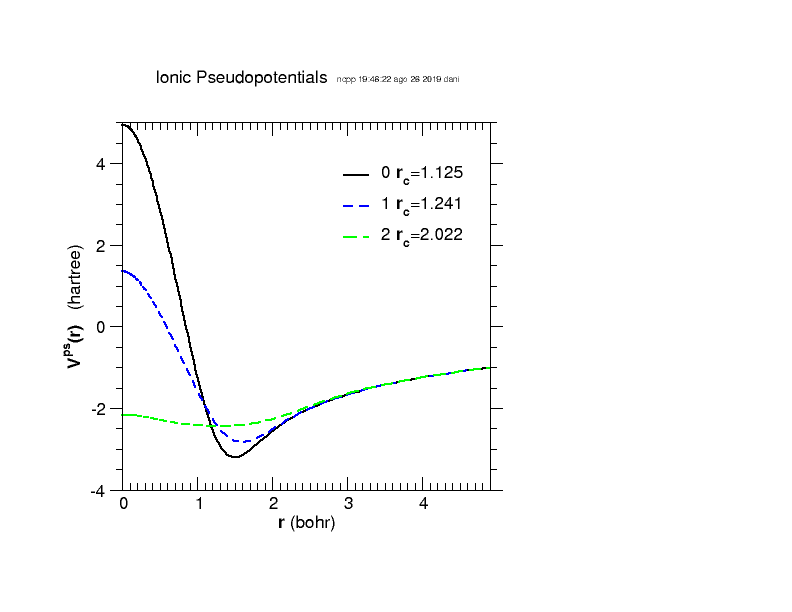 Ionic Pseudopotentials ncpp 19:46:22 ago 26 2019 dani
0 rc=1.125
1 rc=1.241
2 rc=2.022
4
2
0
-2
-4
Vps(r) (hartree)
0 1 2 3 4
r (bohr)